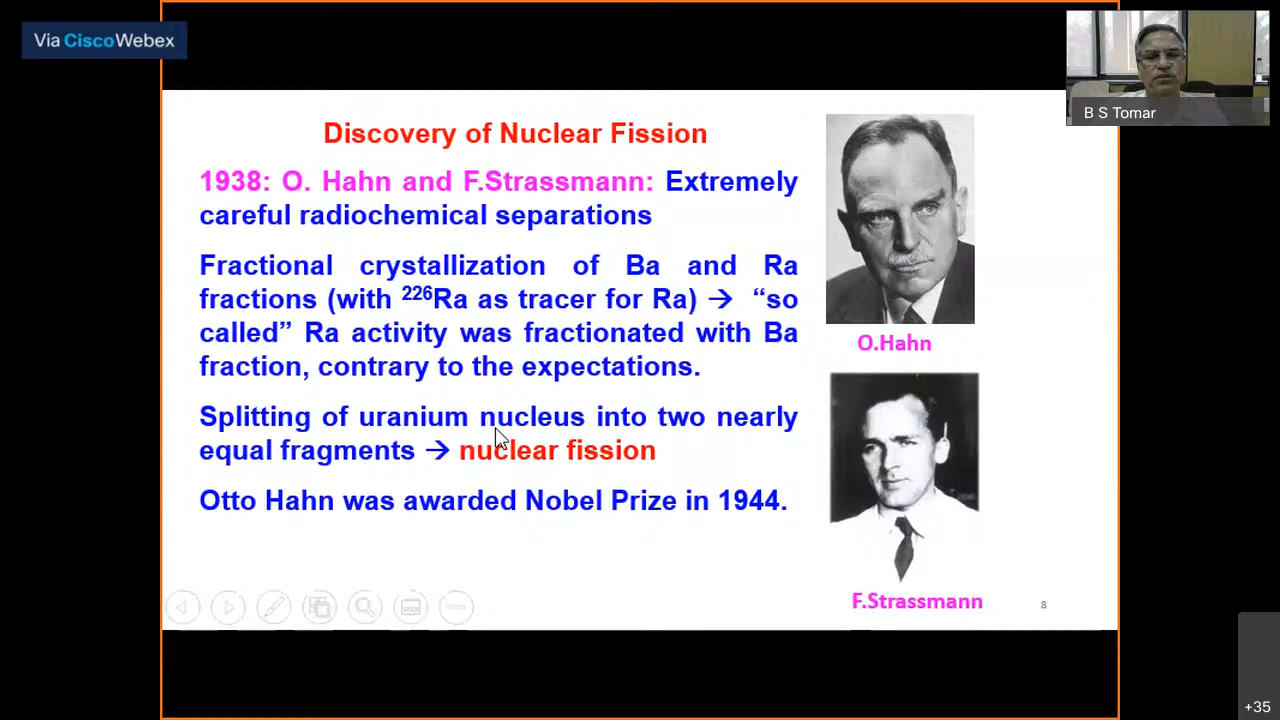 Via Cisco Webex
B S Tomar
Discovery of Nuclear Fission
1938: O. Hahn and F.Strassmann: Extremely
careful radiochemical separations
Fractional crystallization of Ba and Ra
fractions (with ²²⁶Ra as tracer for Ra) → “so
called” Ra activity was fractionated with Ba
fraction, contrary to the expectations.
Splitting of uranium nucleus into two nearly
equal fragments → nuclear fission
Otto Hahn was awarded Nobel Prize in 1944.
O.Hahn
F.Strassmann
8
+35